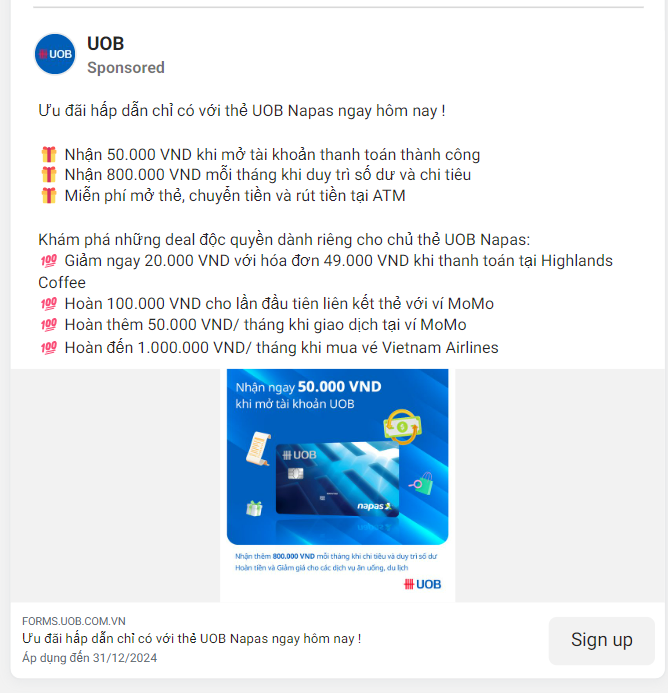 UOB
UOB
Sponsored
Ưu đãi hấp dẫn chỉ có với thẻ UOB Napas ngay hôm nay !
Nhận 50.000 VND khi mở tài khoản thanh toán thành công
Nhận 800.000 VND mỗi tháng khi duy trì số dư và chi tiêu
Miễn phí mở thẻ, chuyển tiền và rút tiền tại ATM
Khám phá những deal độc quyền dành riêng cho chủ thẻ UOB Napas:
💯 Giảm ngay 20.000 VND với hóa đơn 49.000 VND khi thanh toán tại Highlands
Coffee
💯 Hoàn 100.000 VND cho lần đầu tiên liên kết thẻ với ví MoMo
💯 Hoàn thêm 50.000 VND/ tháng khi giao dịch tại ví MoMo
💯 Hoàn đến 1.000.000 VND/ tháng khi mua vé Vietnam Airlines
Nhận ngay 50.000 VND
khi mở tài khoản UOB
UOB
napas
Nhận thêm 800.000 VND mỗi tháng khi chi tiêu và duy trì số dư
Hoàn tiền và Giảm giá cho các dịch vụ ăn uống, du lịch
UOB
FORMS.UOB.COM.VN
Ưu đãi hấp dẫn chỉ có với thẻ UOB Napas ngay hôm nay !
Áp dụng đến 31/12/2024
Sign up